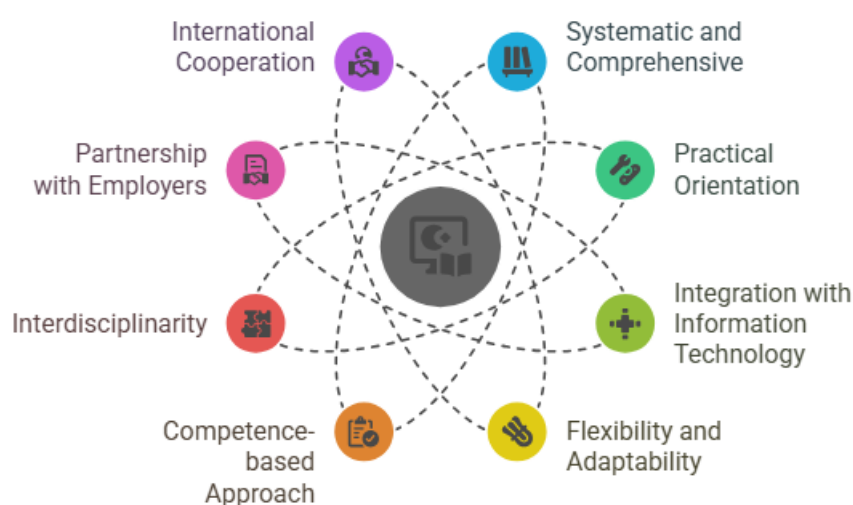 International
Cooperation
Systematic and
Comprehensive
Partnership
with Employers
Practical
Orientation
Interdisciplinarity
Integration with
Information
Technology
Competence-
based
Approach
Flexibility and
Adaptability